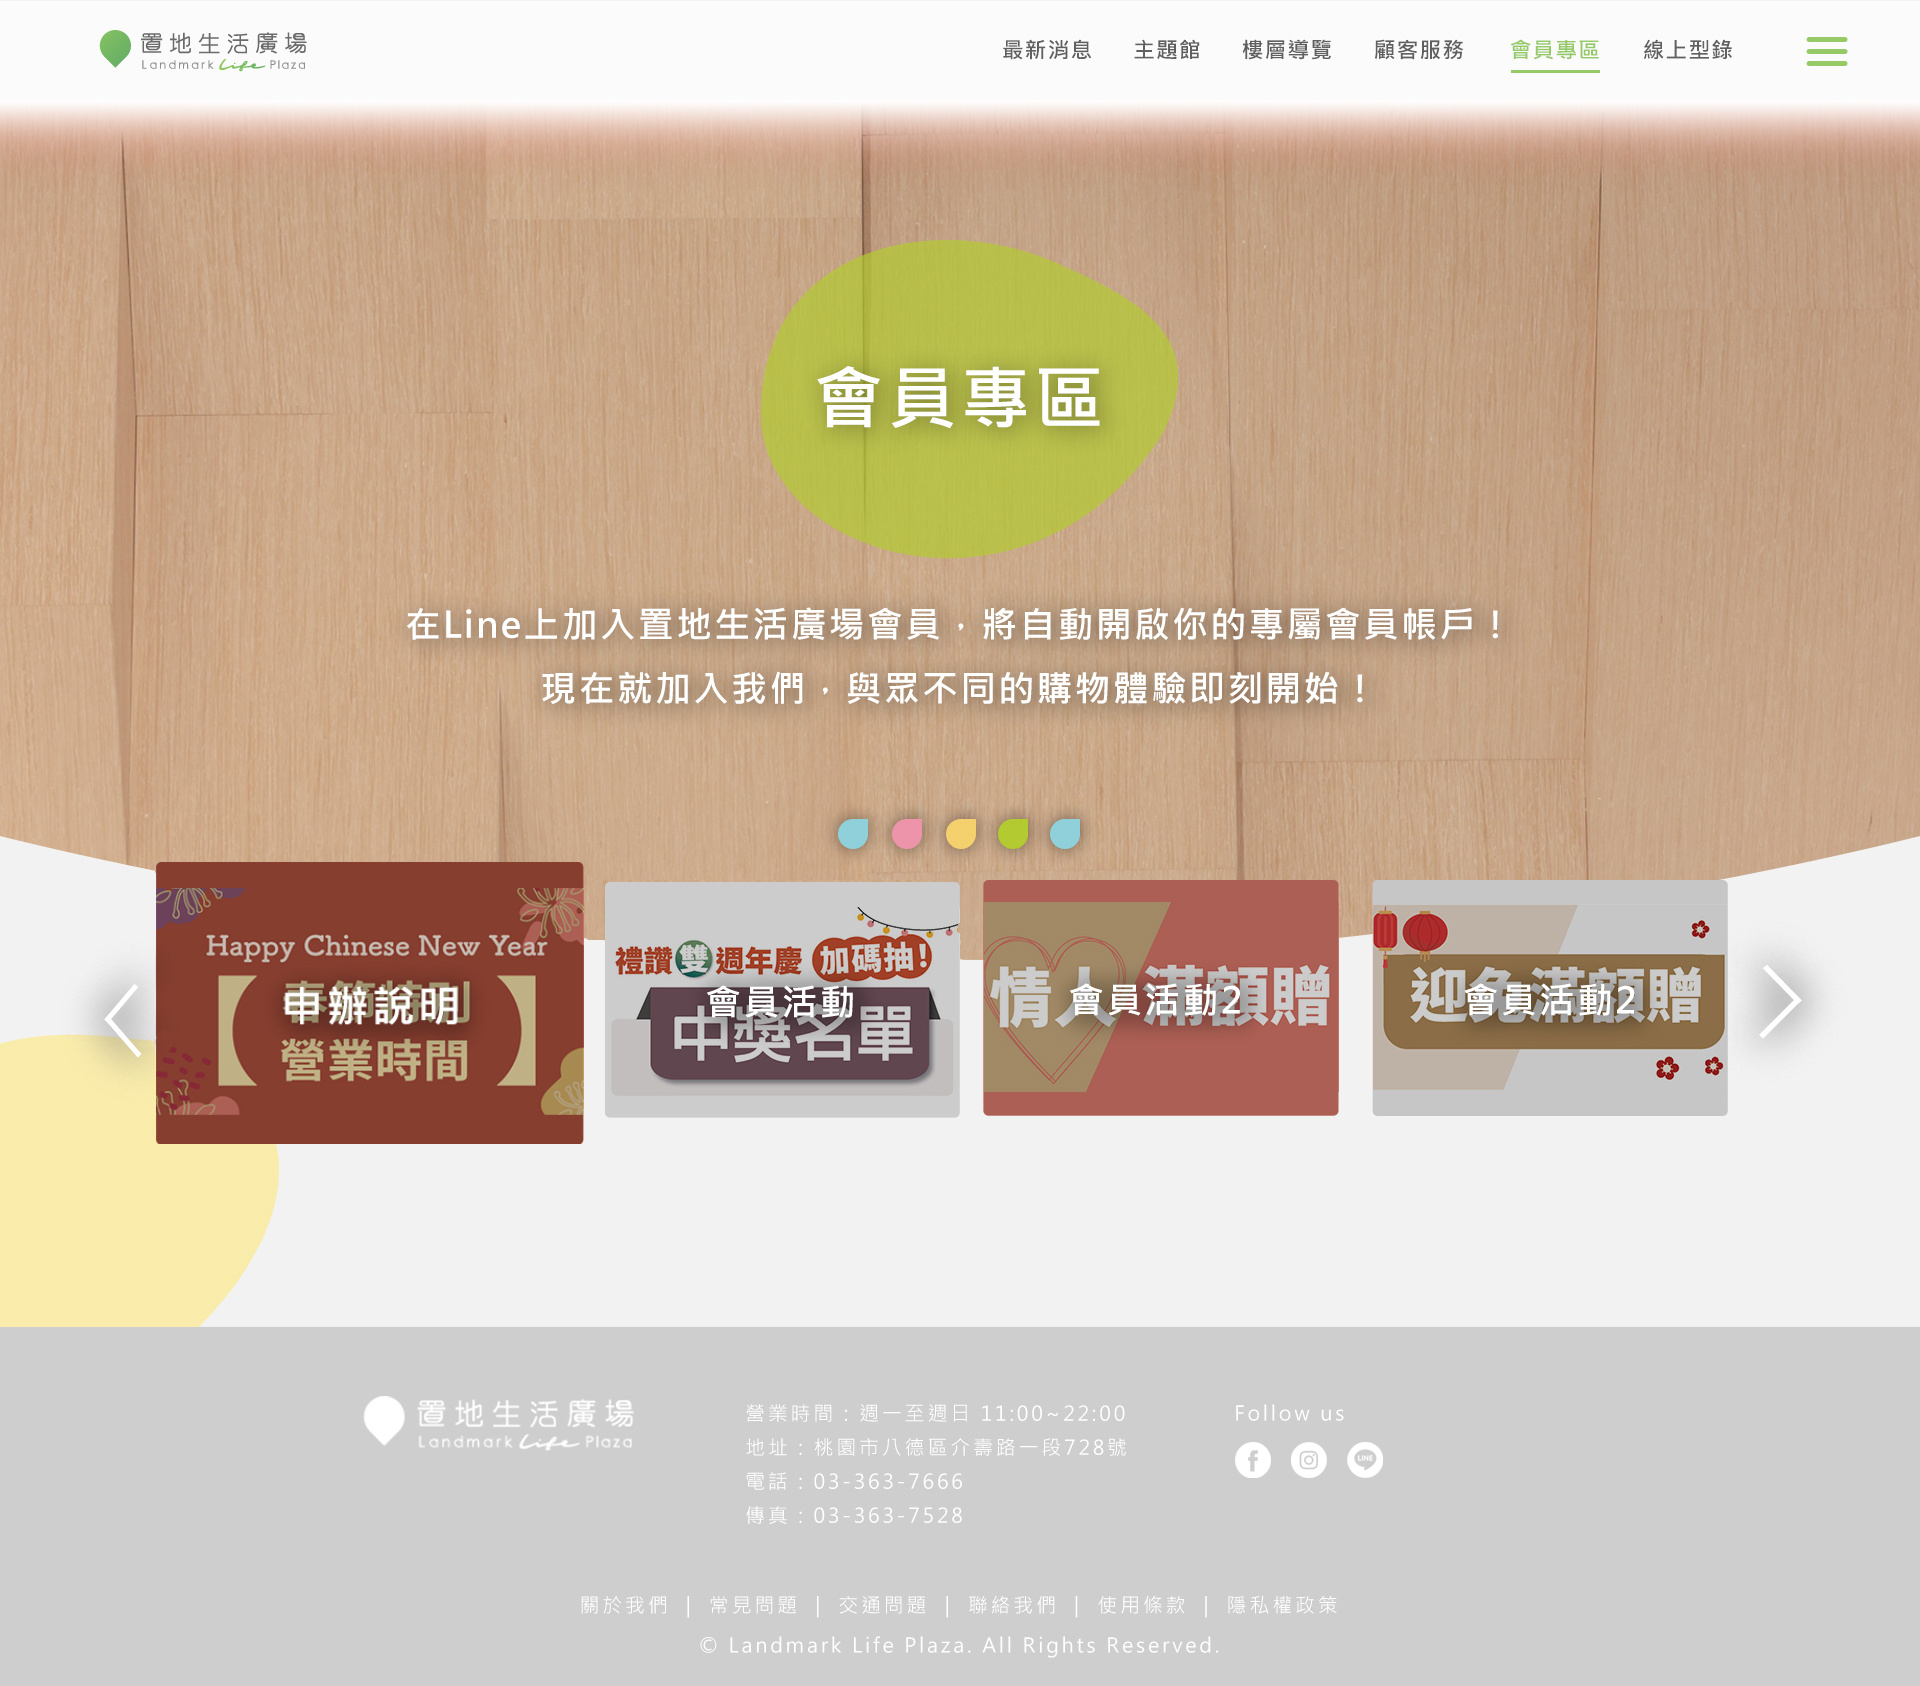 置地生活廣場
Landmark Life Plaza
最新消息 主題館 樓層導覽 顧客服務 會員專區 線上型錄
會員專區
在Line上加入置地生活廣場會員，將自動開啟你的專屬會員帳戶！
現在就加入我們，與眾不同的購物體驗即刻開始！
Happy Chinese New Year
【春節特別
營業時間】
申辦說明
禮讚雙週年慶 加碼抽!
會員活動
中獎名單
情人 滿額贈
會員活動2
迎兔滿額贈
會員活動2
置地生活廣場
Landmark Life Plaza
營業時間：週一至週日 11:00~22:00
地址：桃園市八德區介壽路一段728號
電話：03-363-7666
傳真：03-363-7528
Follow us
LINE
關於我們 | 常見問題 | 交通問題 | 聯絡我們 | 使用條款 | 隱私權政策
© Landmark Life Plaza. All Rights Reserved.